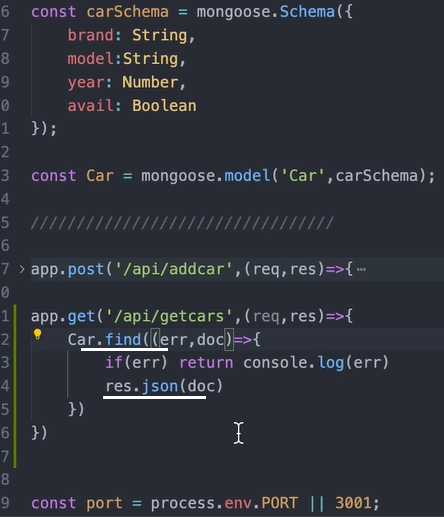 6 const carSchema = mongoose.Schema({
7     brand: String,
8     model:String,
9     year: Number,
0     avail: Boolean
1 });
2
3 const Car = mongoose.model('Car',carSchema);
4
5 /////////////////////////////////
6
7 > app.post('/api/addcar',(req,res)=>{ ⋯
0
1 app.get('/api/getcars',(req,res)=>{
2     Car.find((err,doc)=>{
3         if(err) return console.log(err)
4         res.json(doc)
5     })
6 })
7
8
9 const port = process.env.PORT || 3001;